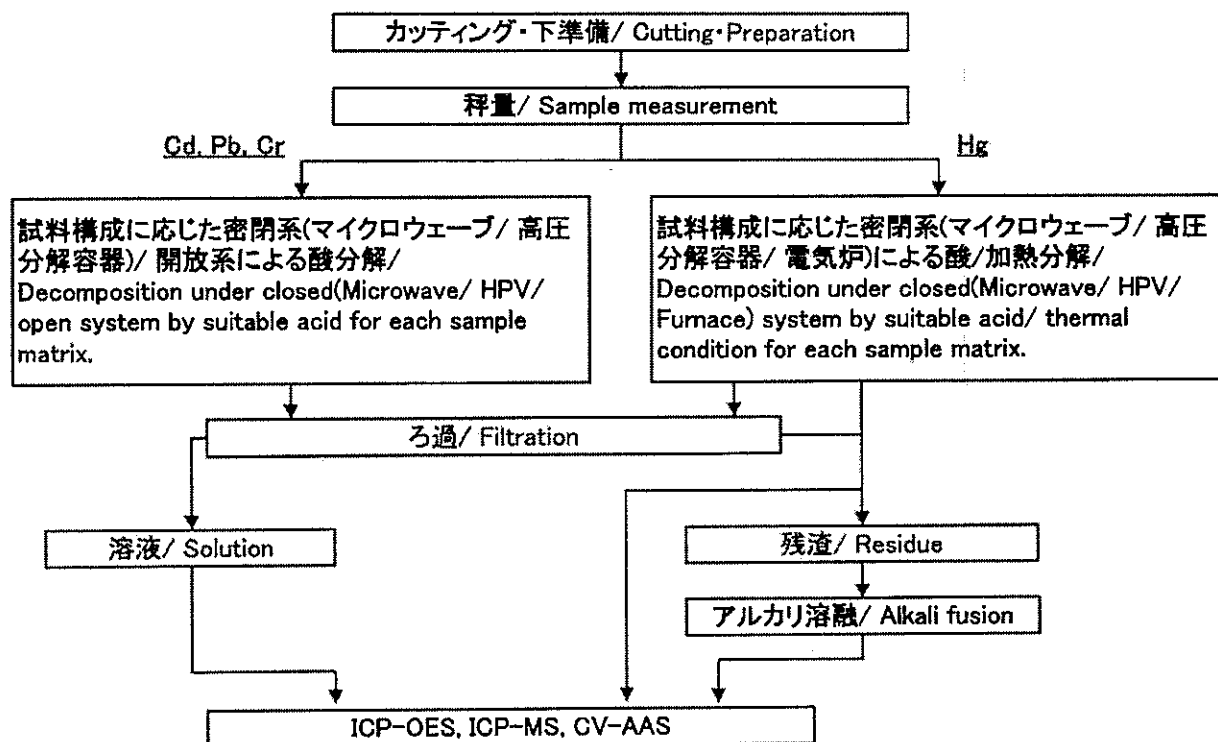 カッティング・下準備/ Cutting・Preparation
秤量/ Sample measurement
Cd, Pb, Cr
Hg
試料構成に応じた密閉系(マイクロウェーブ/ 高圧
分解容器)/ 開放系による酸分解/
Decomposition under closed(Microwave/ HPV/
open system by suitable acid for each sample
matrix.
試料構成に応じた密閉系(マイクロウェーブ/ 高圧
分解容器/ 電気炉)による酸/加熱分解/
Decomposition under closed(Microwave/ HPV/
Furnace) system by suitable acid/ thermal
condition for each sample matrix.
ろ過/ Filtration
溶液/ Solution
残渣/ Residue
アルカリ溶融/ Alkali fusion
ICP-OES, ICP-MS, CV-AAS